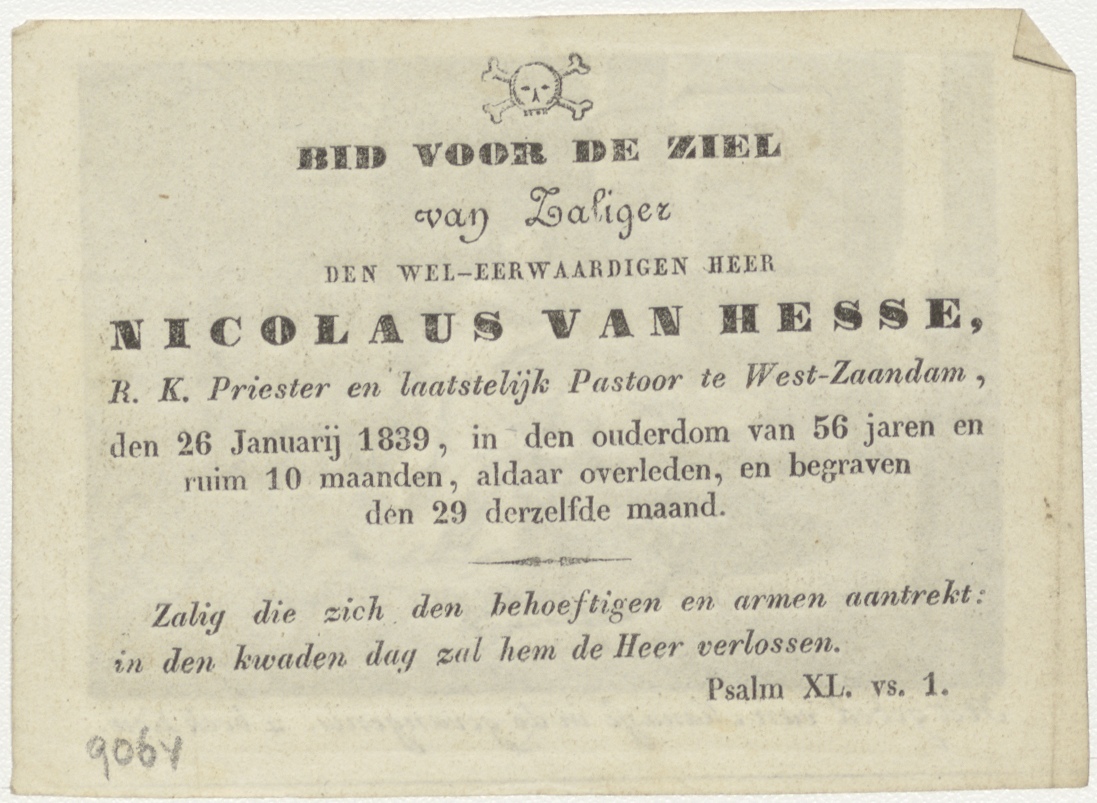 BID VOOR DE ZIEL
van Zaliger
DEN WEL-EERWAARDIGEN HEER
NICOLAUS VAN HESSE,
R. K. Priester en laatstelijk Pastoor te West-Zaandam,
den 26 Januarij 1839, in den ouderdom van 56 jaren en
ruim 10 maanden, aldaar overleden, en begraven
den 29 derzelfde maand.
Zalig die zich den behoeftigen en armen aantrekt:
in den kwaden dag zal hem de Heer verlossen.
Psalm XL. vs. 1.